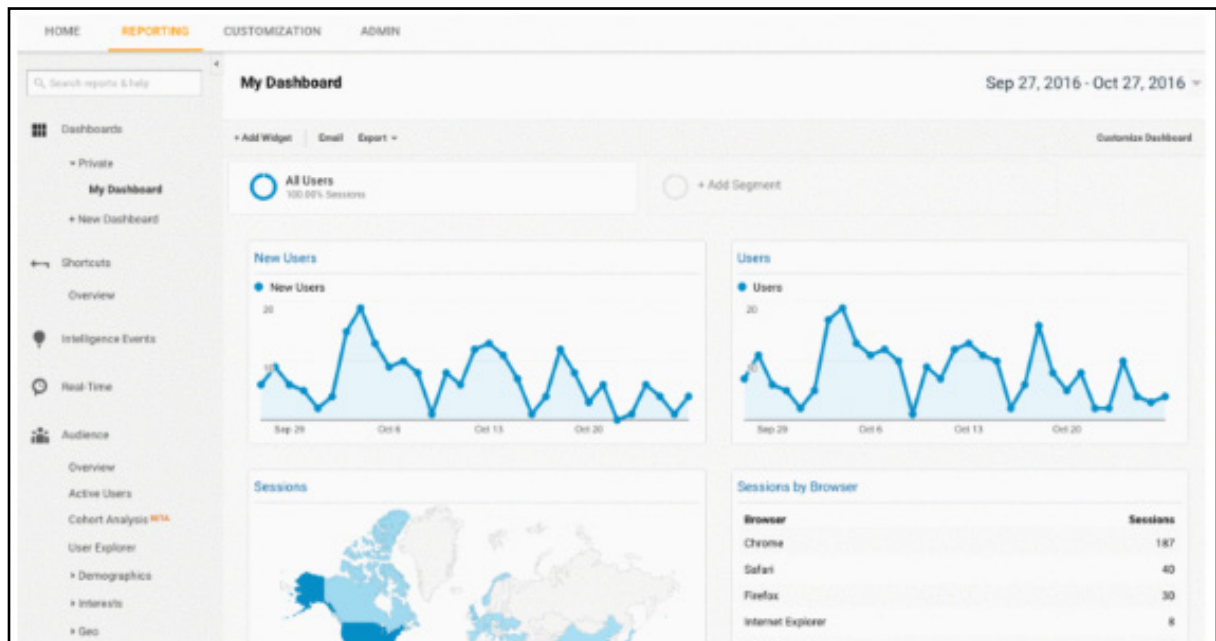 HOME REPORTING CUSTOMIZATION ADMIN
Search reports & help
My Dashboard
Sep 27, 2016 - Oct 27, 2016
Dashboards
Private
My Dashboard
+ New Dashboard
Shortcuts
Overview
Intelligence Events
Real-Time
Audience
Overview
Active Users
Cohort Analysis BETA
User Explorer
Demographics
Interests
Geo
+ Add Widget Email Export
Customize Dashboard
All Users
100.00% Sessions
+ Add Segment
New Users
New Users
20
10
Sep 29 Oct 6 Oct 13 Oct 20
Users
Users
20
Sep 29 Oct 6 Oct 13 Oct 20
Sessions
Sessions by Browser
Browser Sessions
Chrome 187
Safari 40
Firefox 30
Internet Explorer 8